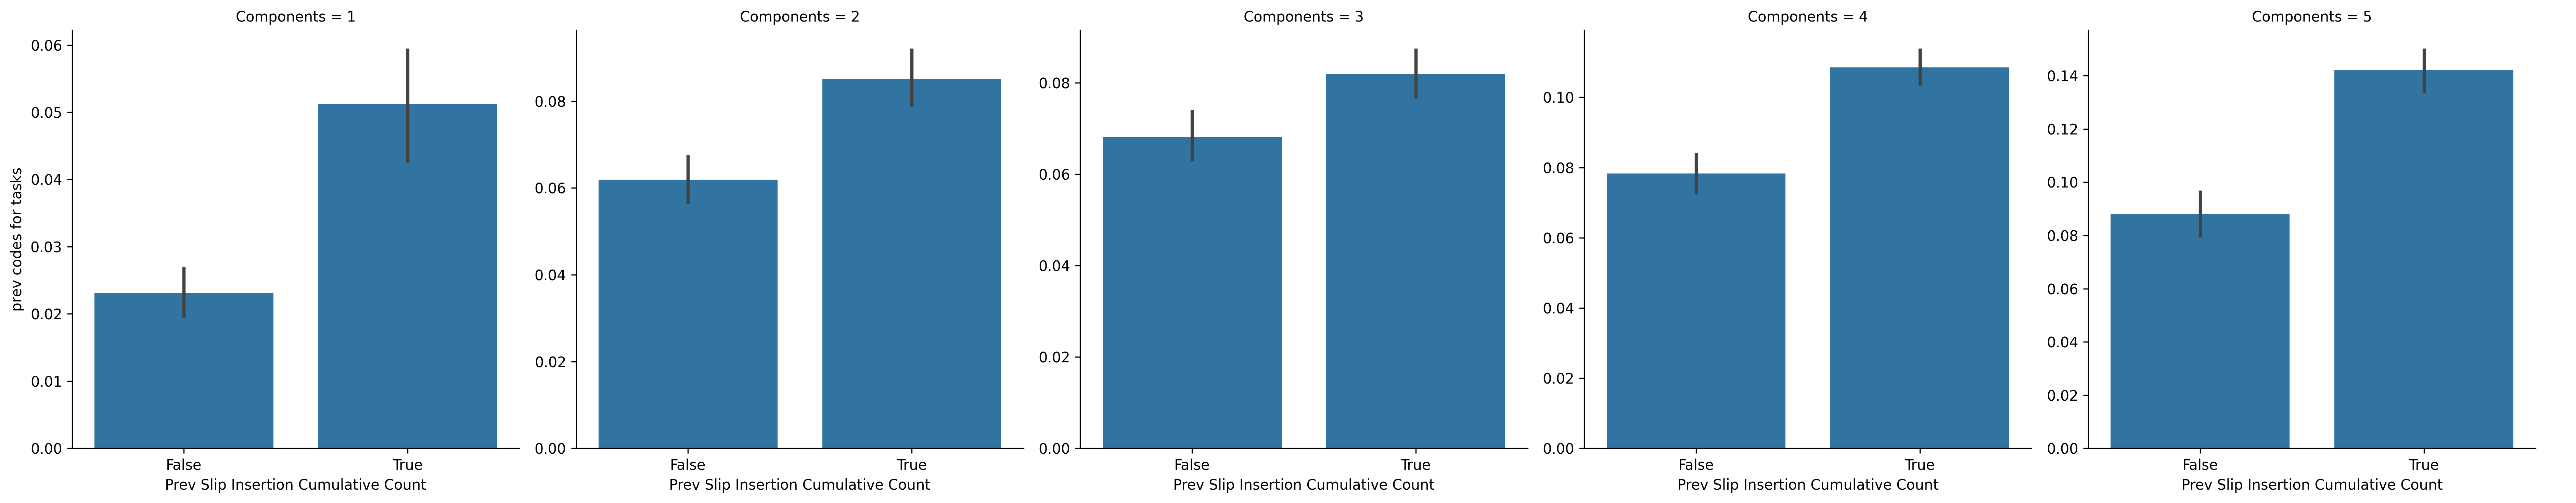 Components = 1
Components = 2
Components = 3
Components = 4
Components = 5
prev codes for tasks
0.06
0.05
0.04
0.03
0.02
0.01
0.00
False
True
Prev Slip Insertion Cumulative Count
0.08
0.06
0.04
0.02
0.00
False
True
Prev Slip Insertion Cumulative Count
0.08
0.06
0.04
0.02
0.00
False
True
Prev Slip Insertion Cumulative Count
0.10
0.08
0.06
0.04
0.02
0.00
False
True
Prev Slip Insertion Cumulative Count
0.14
0.12
0.10
0.08
0.06
0.04
0.02
0.00
False
True
Prev Slip Insertion Cumulative Count